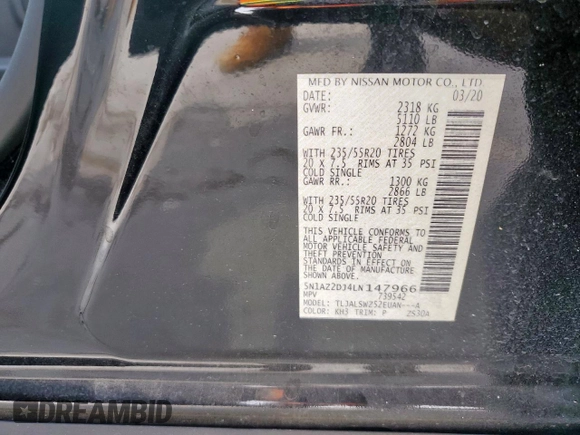 MFD BY NISSAN MOTOR CO., LTD.
DATE: 03/20
GVWR: 2318 KG
5110 LB
GAWR FR.: 1272 KG
2804 LB
WITH 235/55R20 TIRES
20 X 7.5 RIMS AT 35 PSI
COLD SINGLE
GAWR RR.: 1300 KG
2866 LB
WITH 235/55R20 TIRES
20 X 7.5 RIMS AT 35 PSI
COLD SINGLE
THIS VEHICLE CONFORMS TO
ALL APPLICABLE FEDERAL
MOTOR VEHICLE SAFETY AND
THEFT PREVENTION
STANDARDS IN EFFECT ON THE
DATE OF MANUFACTURE
SHOWN ABOVE.
5N1AZ2DJ4LN147966
MPV 739542
MODEL: TLJALSW252EUAN---A
COLOR: KH3 TRIM: P 2S30A
DREAMBID